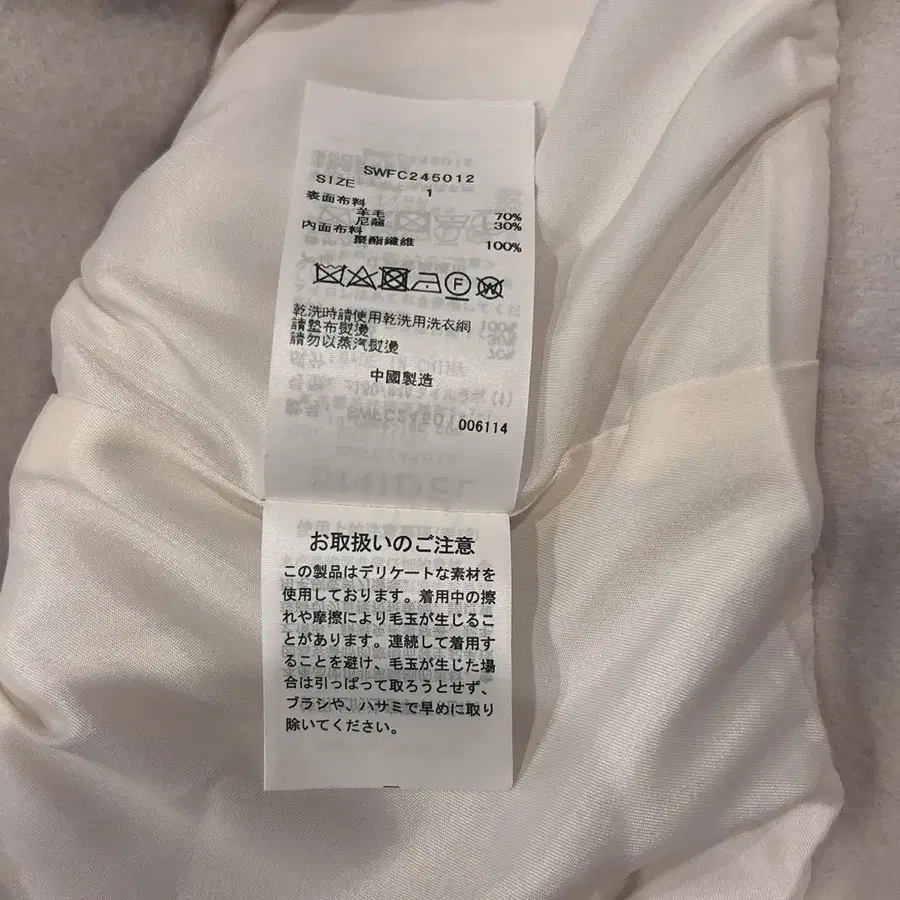 SWFC245012
SIZE 1
表面布料
羊毛 70%
尼龍 30%
內面布料
聚酯纖維 100%
F W
乾洗時請使用乾洗用洗衣網
請墊布熨燙
請勿以蒸汽熨燙
中國製造
006114
お取扱いのご注意
この製品はデリケートな素材を
使用しております。着用中の擦
れや摩擦により毛玉が生じるこ
とがあります。連続して着用す
ることを避け、毛玉が生じた場
合は引っぱって取ろうとせず、
ブラシや、ハサミで早めに取り
除いてください。